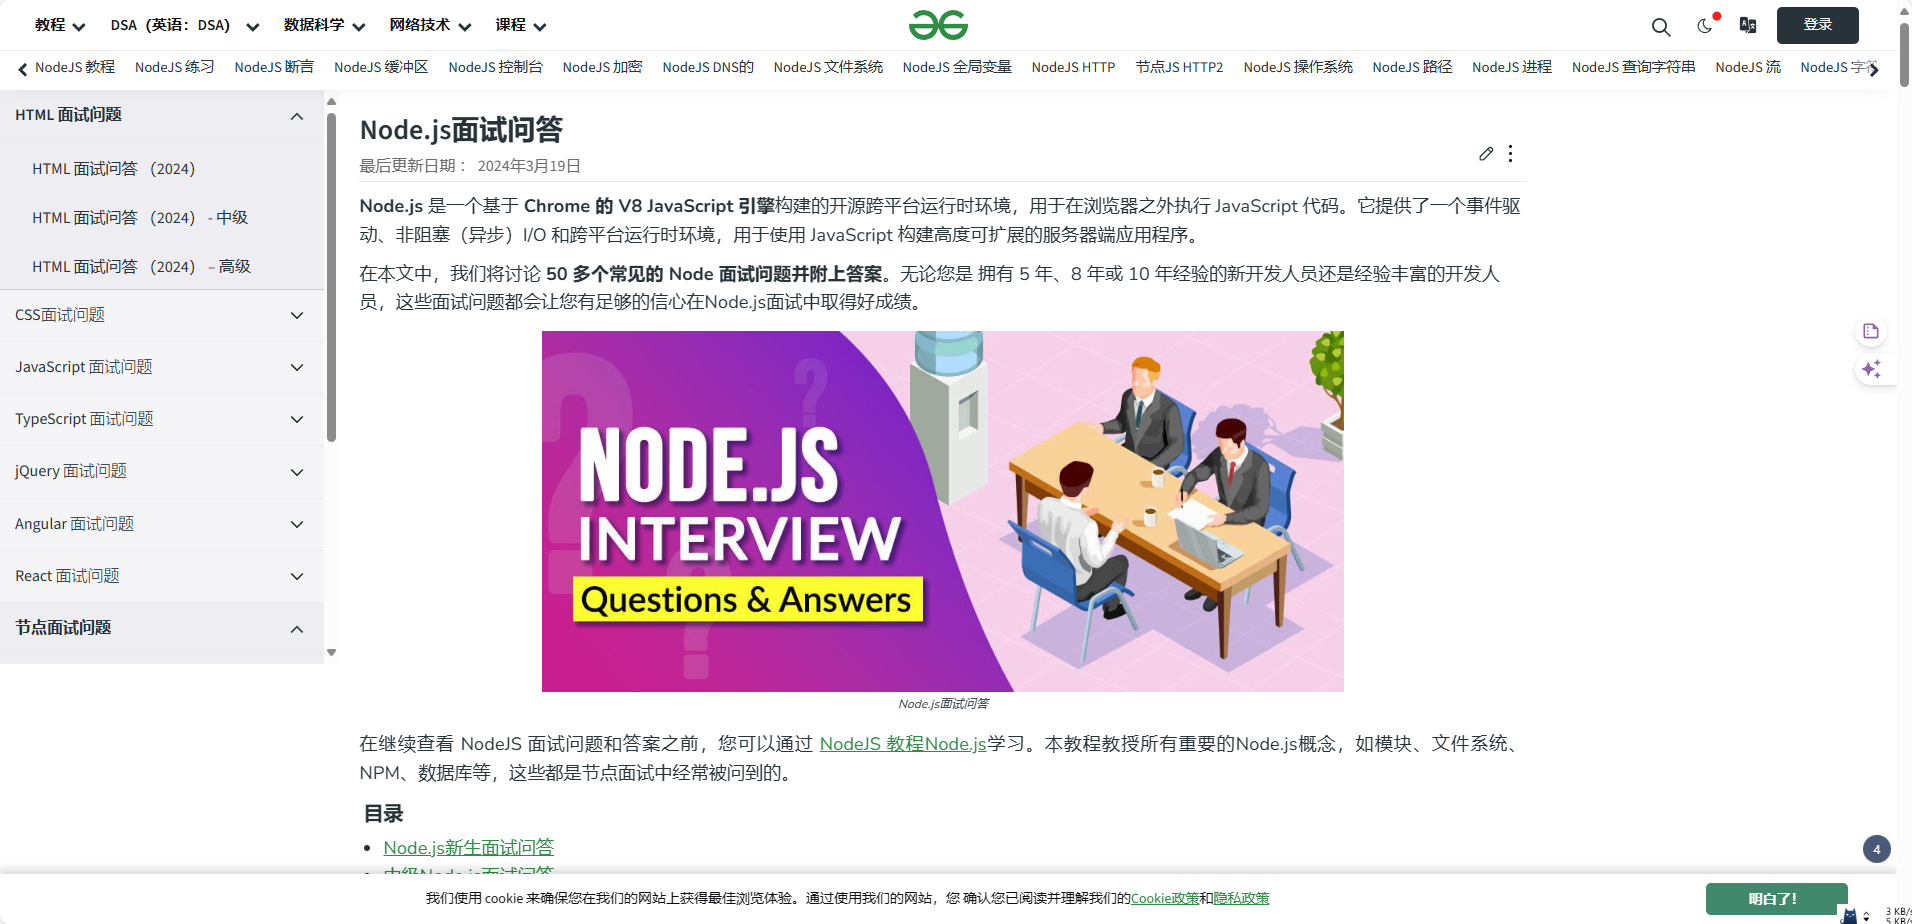 教程 DSA（英语：DSA） 数据科学 网络技术 课程 登录
NodeJS 教程 NodeJS 练习 NodeJS 断言 NodeJS 缓冲区 NodeJS 控制台 NodeJS 加密 NodeJS DNS的 NodeJS 文件系统 NodeJS 全局变量 NodeJS HTTP 节点JS HTTP2 NodeJS 操作系统 NodeJS 路径 NodeJS 进程 NodeJS 查询字符串 NodeJS 流 NodeJS
HTML 面试问题
HTML 面试问答 （2024）
HTML 面试问答 （2024） - 中级
HTML 面试问答 （2024） – 高级
CSS面试问题
JavaScript 面试问题
TypeScript 面试问题
jQuery 面试问题
Angular 面试问题
React 面试问题
节点面试问题
Node.js面试问答
最后更新日期： 2024年3月19日
Node.js 是一个基于 Chrome 的 V8 JavaScript 引擎构建的开源跨平台运行时环境，用于在浏览器之外执行 JavaScript 代码。它提供了一个事件驱
动、非阻塞（异步）I/O 和跨平台运行时环境，用于使用 JavaScript 构建高度可扩展的服务器端应用程序。
在本文中，我们将讨论 50 多个常见的 Node 面试问题并附上答案。无论您是 拥有 5 年、8 年或 10 年经验的新开发人员还是经验丰富的开发人
员，这些面试问题都会让您有足够的信心在Node.js面试中取得好成绩。
NODE.JS
INTERVIEW
Questions & Answers
Node.js面试问答
在继续查看 NodeJS 面试问题和答案之前，您可以通过 NodeJS 教程Node.js学习。本教程教授所有重要的Node.js概念，如模块、文件系统、
NPM、数据库等，这些都是节点面试中经常被问到的。
目录
Node.js新生面试问答
中级Node.js面试问答
4
我们使用 cookie 来确保您在我们的网站上获得最佳浏览体验。通过使用我们的网站，您 确认您已阅读并理解我们的Cookie政策和隐私政策
明白了！
3 KB/
5 KB/